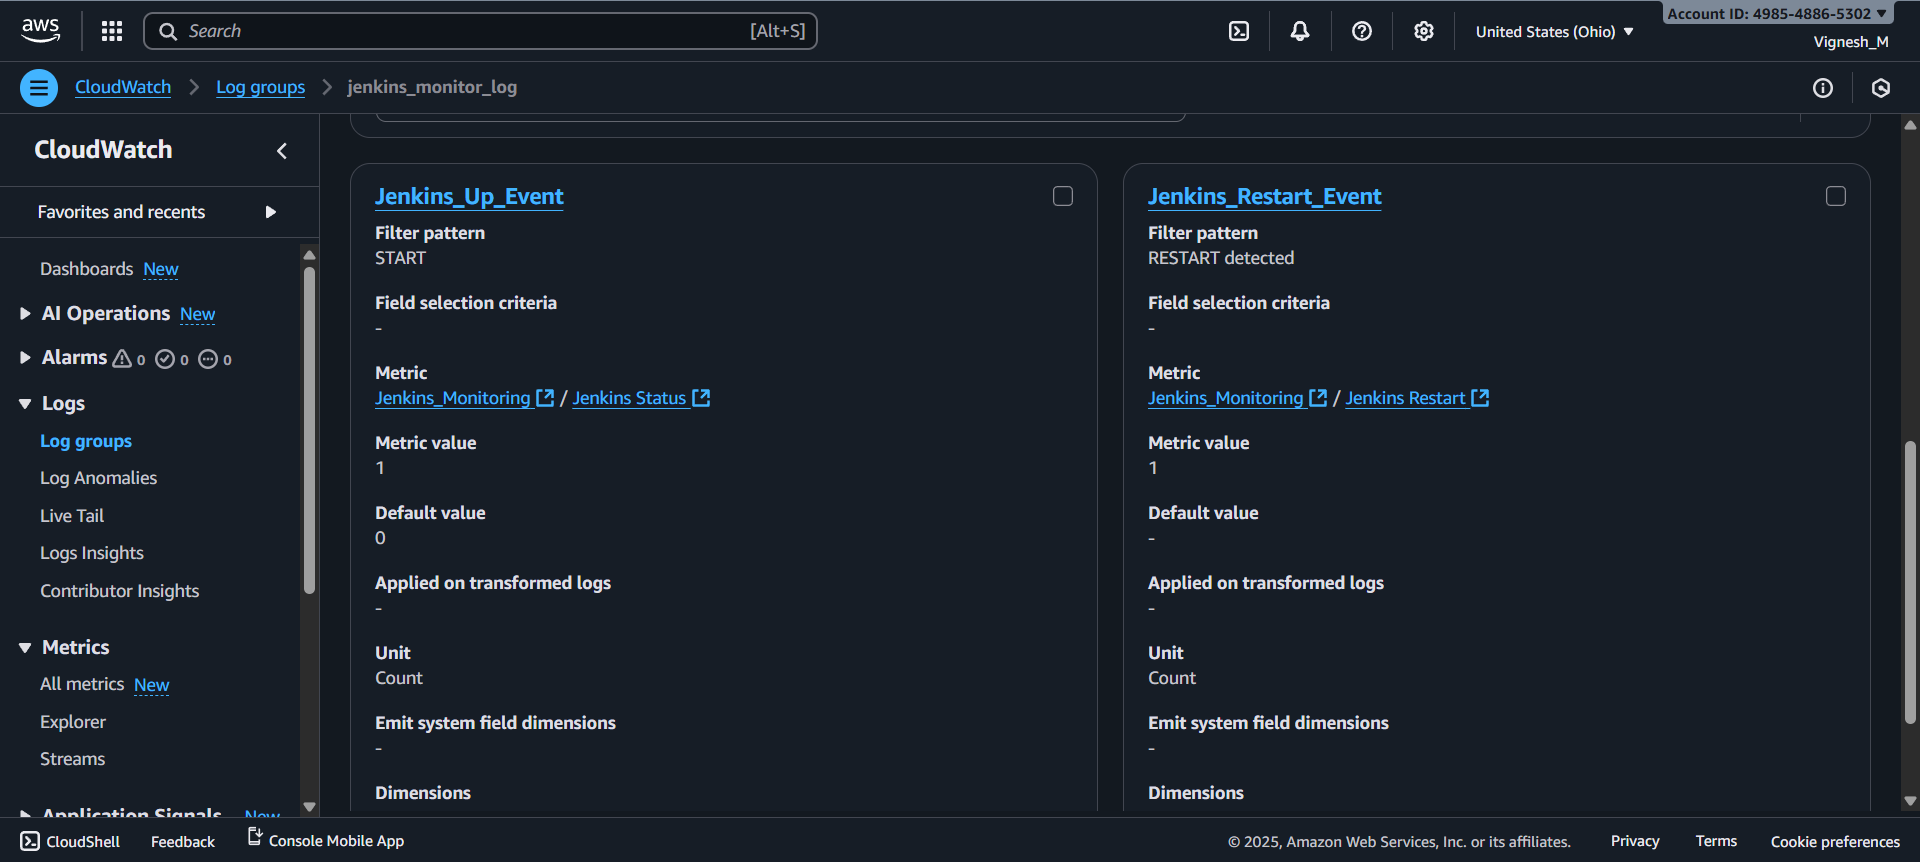 aws
Search [Alt+S]
United States (Ohio)
Account ID: 4985-4886-5302
Vignesh_M
CloudWatch
Log groups
jenkins_monitor_log
CloudWatch
Favorites and recents
Dashboards New
AI Operations New
Alarms 0 0 0
Logs
Log groups
Log Anomalies
Live Tail
Logs Insights
Contributor Insights
Metrics
All metrics New
Explorer
Streams
Application Signals New
Jenkins_Up_Event
Filter pattern
START
Field selection criteria
-
Metric
Jenkins_Monitoring / Jenkins Status
Metric value
1
Default value
0
Applied on transformed logs
-
Unit
Count
Emit system field dimensions
-
Dimensions
Jenkins_Restart_Event
Filter pattern
RESTART detected
Field selection criteria
-
Metric
Jenkins_Monitoring / Jenkins Restart
Metric value
1
Default value
-
Applied on transformed logs
-
Unit
Count
Emit system field dimensions
-
Dimensions
CloudShell
Feedback
Console Mobile App
© 2025, Amazon Web Services, Inc. or its affiliates.
Privacy
Terms
Cookie preferences